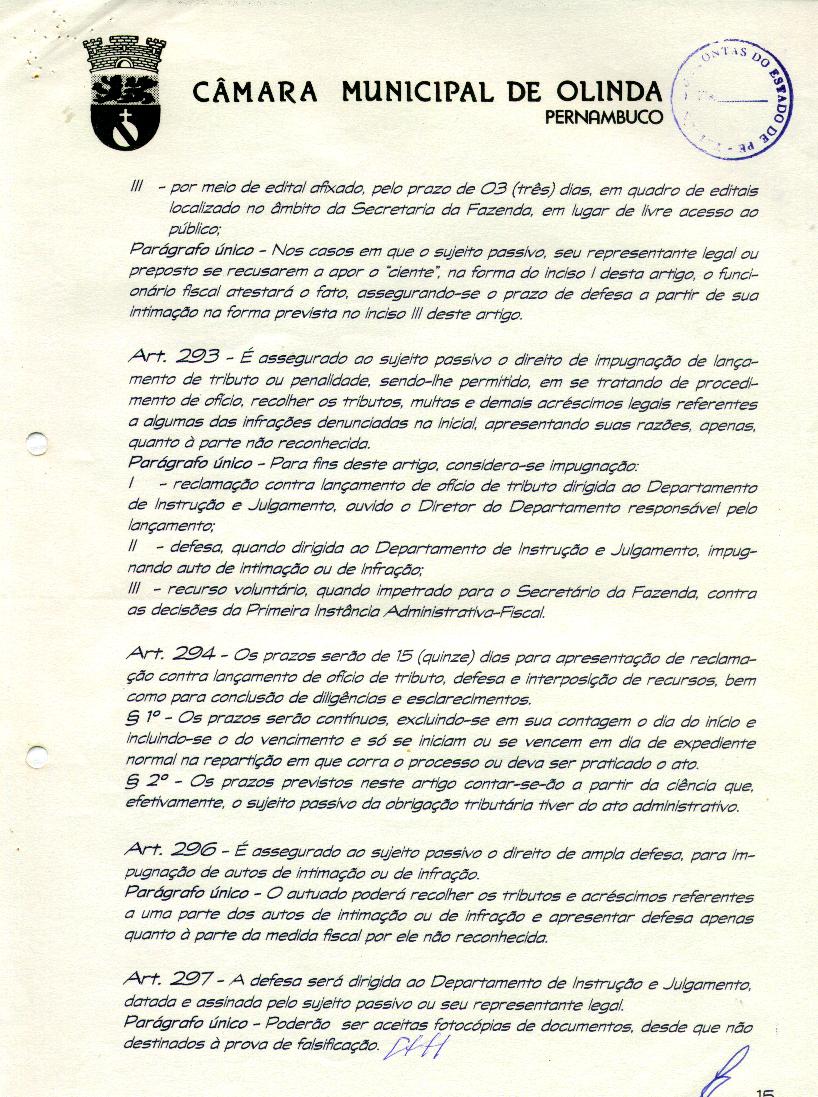 CÂMARA MUNICIPAL DE OLINDA
PERNAMBUCO
CONTAS DO ESTADO DE PE
III - por meio de edital afixado, pelo prazo de 03 (três) dias, em quadro de editais
localizado no âmbito da Secretaria da Fazenda, em lugar de livre acesso ao
público;
Parágrafo único - Nos casos em que o sujeito passivo, seu representante legal ou
preposto se recusarem a apor o "ciente", na forma do inciso I desta artigo, o funci-
onário fiscal atestará o fato, assegurando-se o prazo de defesa a partir de sua
intimação na forma prevista no inciso III deste artigo.
Art. 293 - É assegurado ao sujeito passivo o direito de impugnação de lança-
mento de tributo ou penalidade, sendo-lhe permitido, em se tratando de procedi-
mento de ofício, recolher os tributos, multas e demais acréscimos legais referentes
a algumas das infrações denunciadas na inicial, apresentando suas razões, apenas,
quanto à parte não reconhecida.
Parágrafo único - Para fins deste artigo, considera-se impugnação:
I - reclamação contra lançamento de ofício de tributo dirigida ao Departamento
de Instrução e Julgamento, ouvido o Diretor do Departamento responsável pelo
lançamento;
II - defesa, quando dirigida ao Departamento de Instrução e Julgamento, impug-
nando auto de intimação ou de Infração;
III - recurso voluntário, quando impetrado para o Secretário da Fazenda, contra
as decisões da Primeira Instância Administrativa-Fiscal.
Art. 294 - Os prazos serão de 15 (quinze) dias para apresentação de reclama-
ção contra lançamento de ofício de tributo, defesa e interposição de recursos, bem
como para conclusão de diligências e esclarecimentos.
§ 1º - Os prazos serão contínuos, excluindo-se em sua contagem o dia do início e
incluindo-se o do vencimento e só se iniciam ou se vencem em dia de expediente
normal na repartição em que corra o processo ou deva ser praticado o ato.
§ 2º - Os prazos previstos neste artigo contar-se-ão a partir da ciência que,
efetivamente, o sujeito passivo da obrigação tributária tiver do ato administrativo.
Art. 296 - É assegurado ao sujeito passivo o direito de ampla defesa, para im-
pugnação de autos de intimação ou de infração.
Parágrafo único - O autuado poderá recolher os tributos e acréscimos referentes
a uma parte dos autos de intimação ou de infração e apresentar defesa apenas
quanto à parte da medida fiscal por ele não reconhecida.
Art. 297 - A defesa será dirigida ao Departamento de Instrução e Julgamento,
datada e assinada pelo sujeito passivo ou seu representante legal.
Parágrafo único - Poderão ser aceitas fotocópias de documentos, desde que não
destinados à prova de falsificação.
15